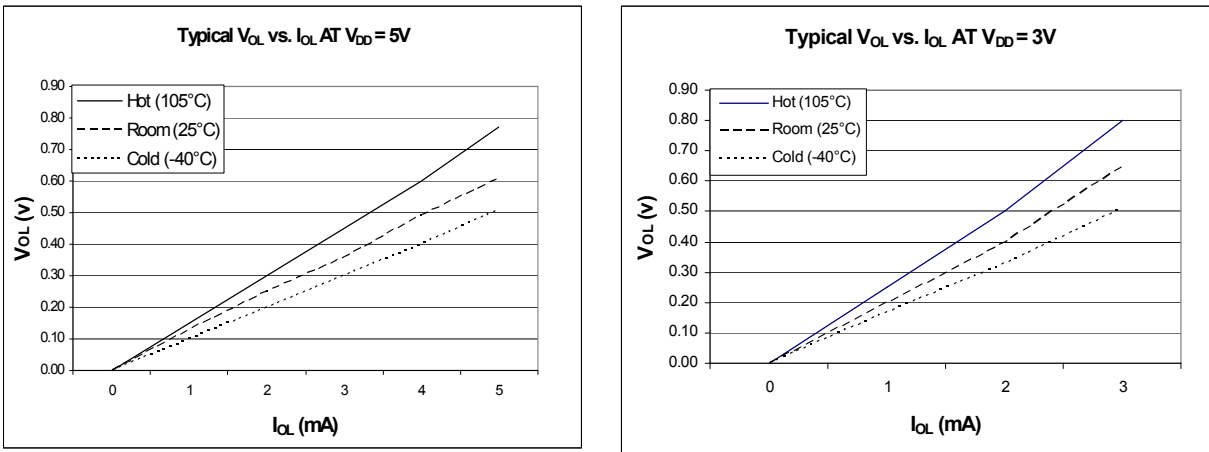 Typical VOL vs. IOL AT VDD = 5V
VOL (v)
0.90
0.80
0.70
0.60
0.50
0.40
0.30
0.20
0.10
0.00
Hot (105°C)
Room (25°C)
Cold (-40°C)
0 1 2 3 4 5
IOL (mA)
Typical VOL vs. IOL AT VDD = 3V
VOL (v)
0.90
0.80
0.70
0.60
0.50
0.40
0.30
0.20
0.10
0.00
Hot (105°C)
Room (25°C)
Cold (-40°C)
0 1 2 3
IOL (mA)